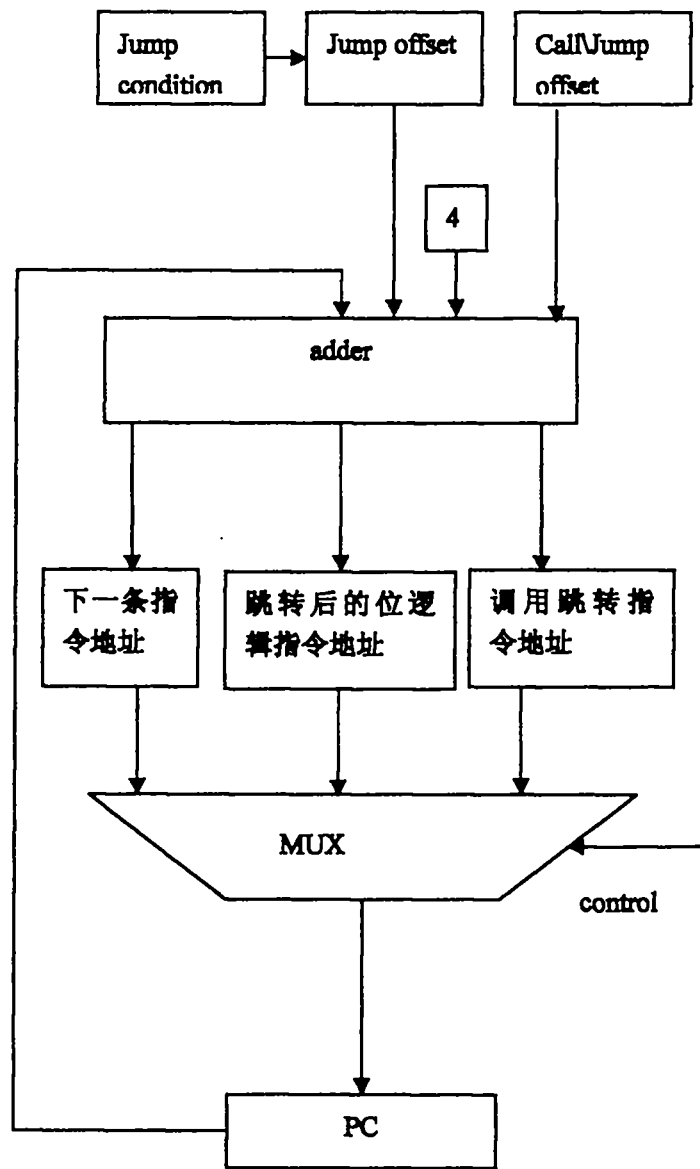 Jump
condition
Jump offset
Call\Jump
offset
4
adder
下一条指
令地址
跳转后的位逻
辑指令地址
调用跳转指
令地址
MUX
control
PC